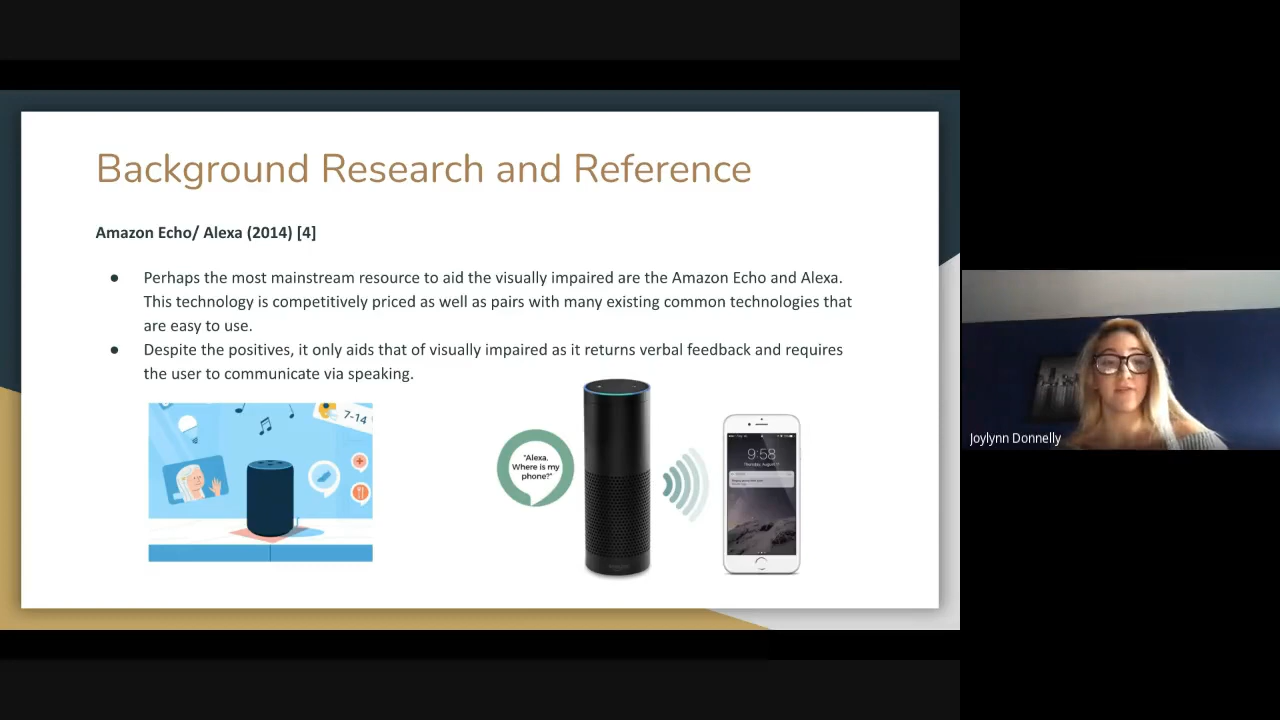 Background Research and Reference
Amazon Echo/ Alexa (2014) [4]
● Perhaps the most mainstream resource to aid the visually impaired are the Amazon Echo and Alexa.
This technology is competitively priced as well as pairs with many existing common technologies that
are easy to use.
● Despite the positives, it only aids that of visually impaired as it returns verbal feedback and requires
the user to communicate via speaking.
7-14
"Alexa,
Where is my
phone?"
9:58
Joylynn Donnelly